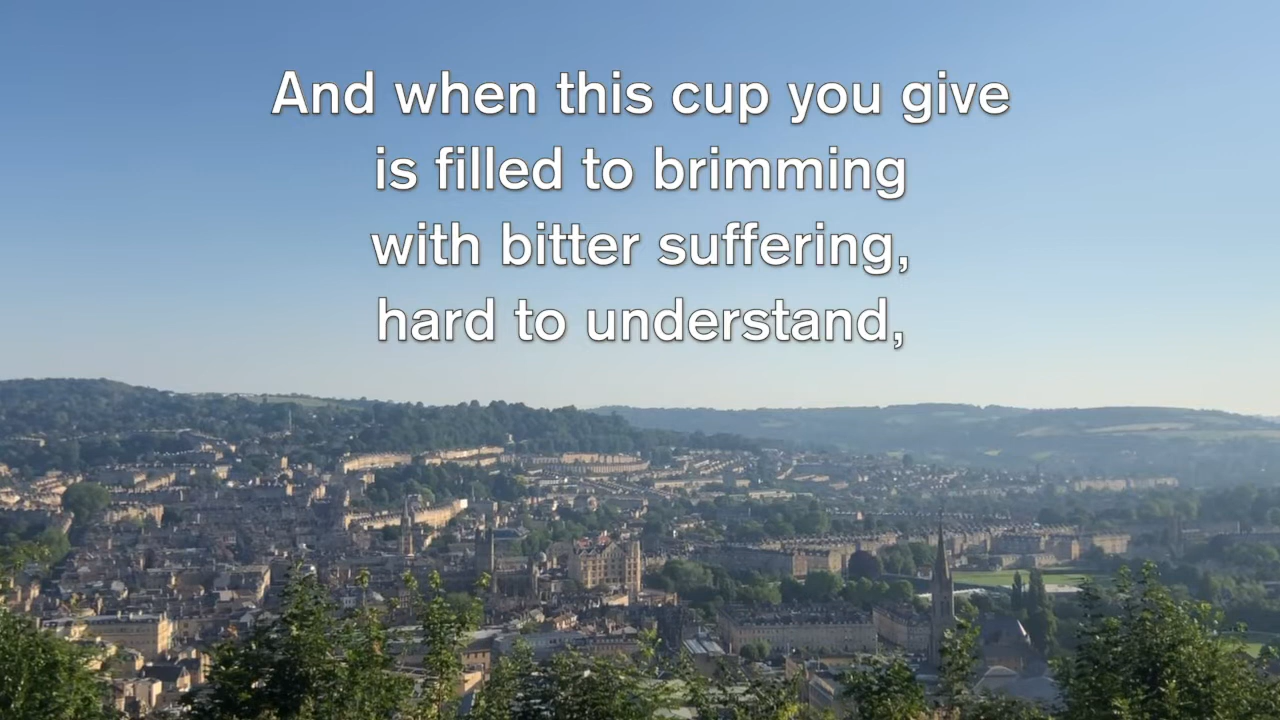 And when this cup you give
is filled to brimming
with bitter suffering,
hard to understand,